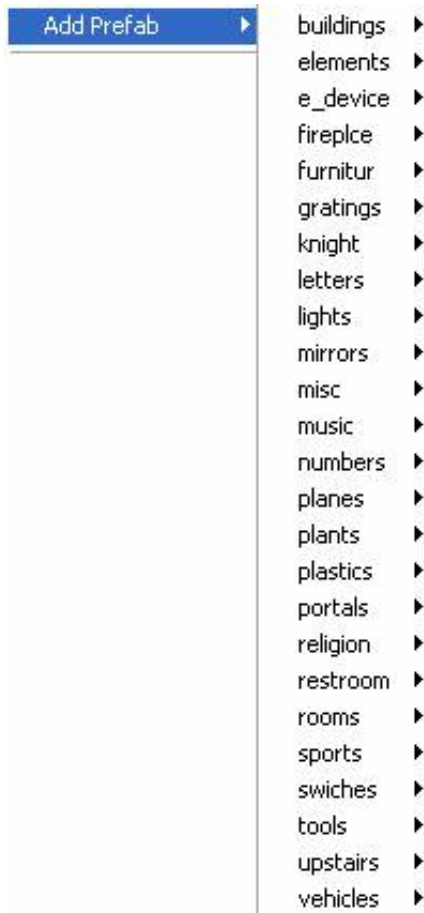 Add Prefab
buildings
elements
e_device
fireplce
furnitur
gratings
knight
letters
lights
mirrors
misc
music
numbers
planes
plants
plastics
portals
religion
restroom
rooms
sports
swiches
tools
upstairs
vehicles